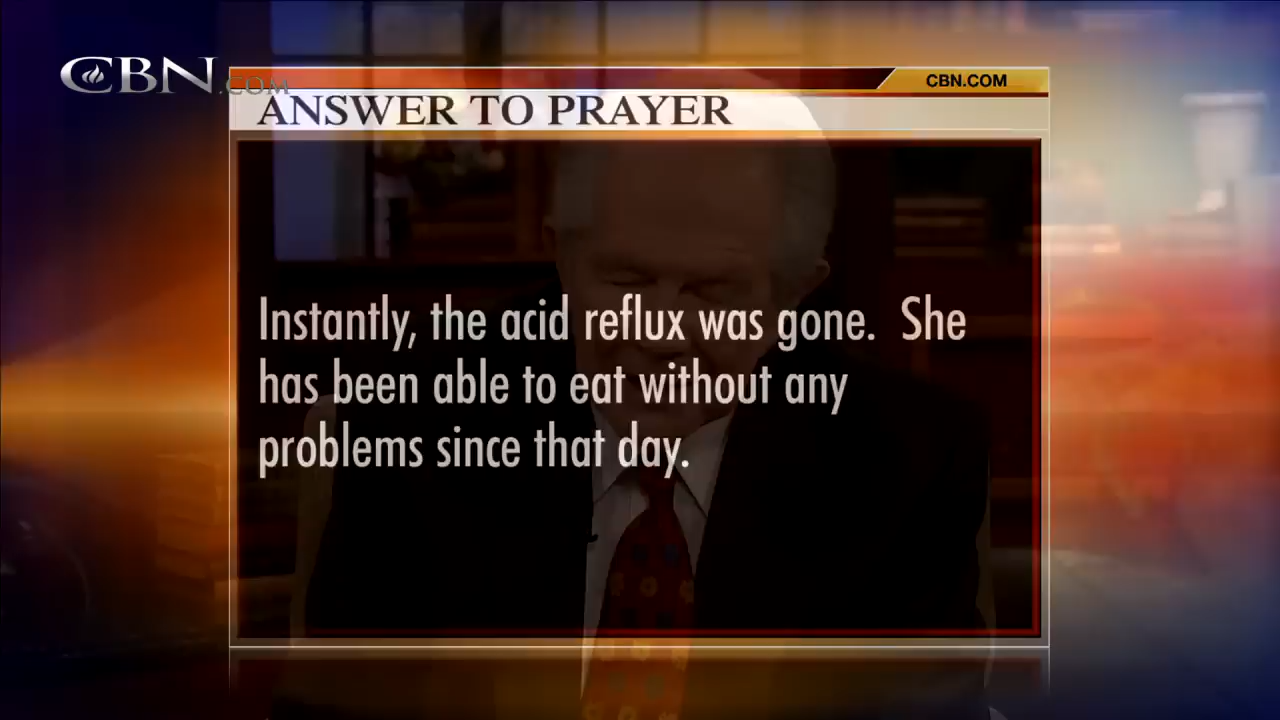 CBN.COM
CBN.COM
ANSWER TO PRAYER
Instantly, the acid reflux was gone. She
has been able to eat without any
problems since that day.